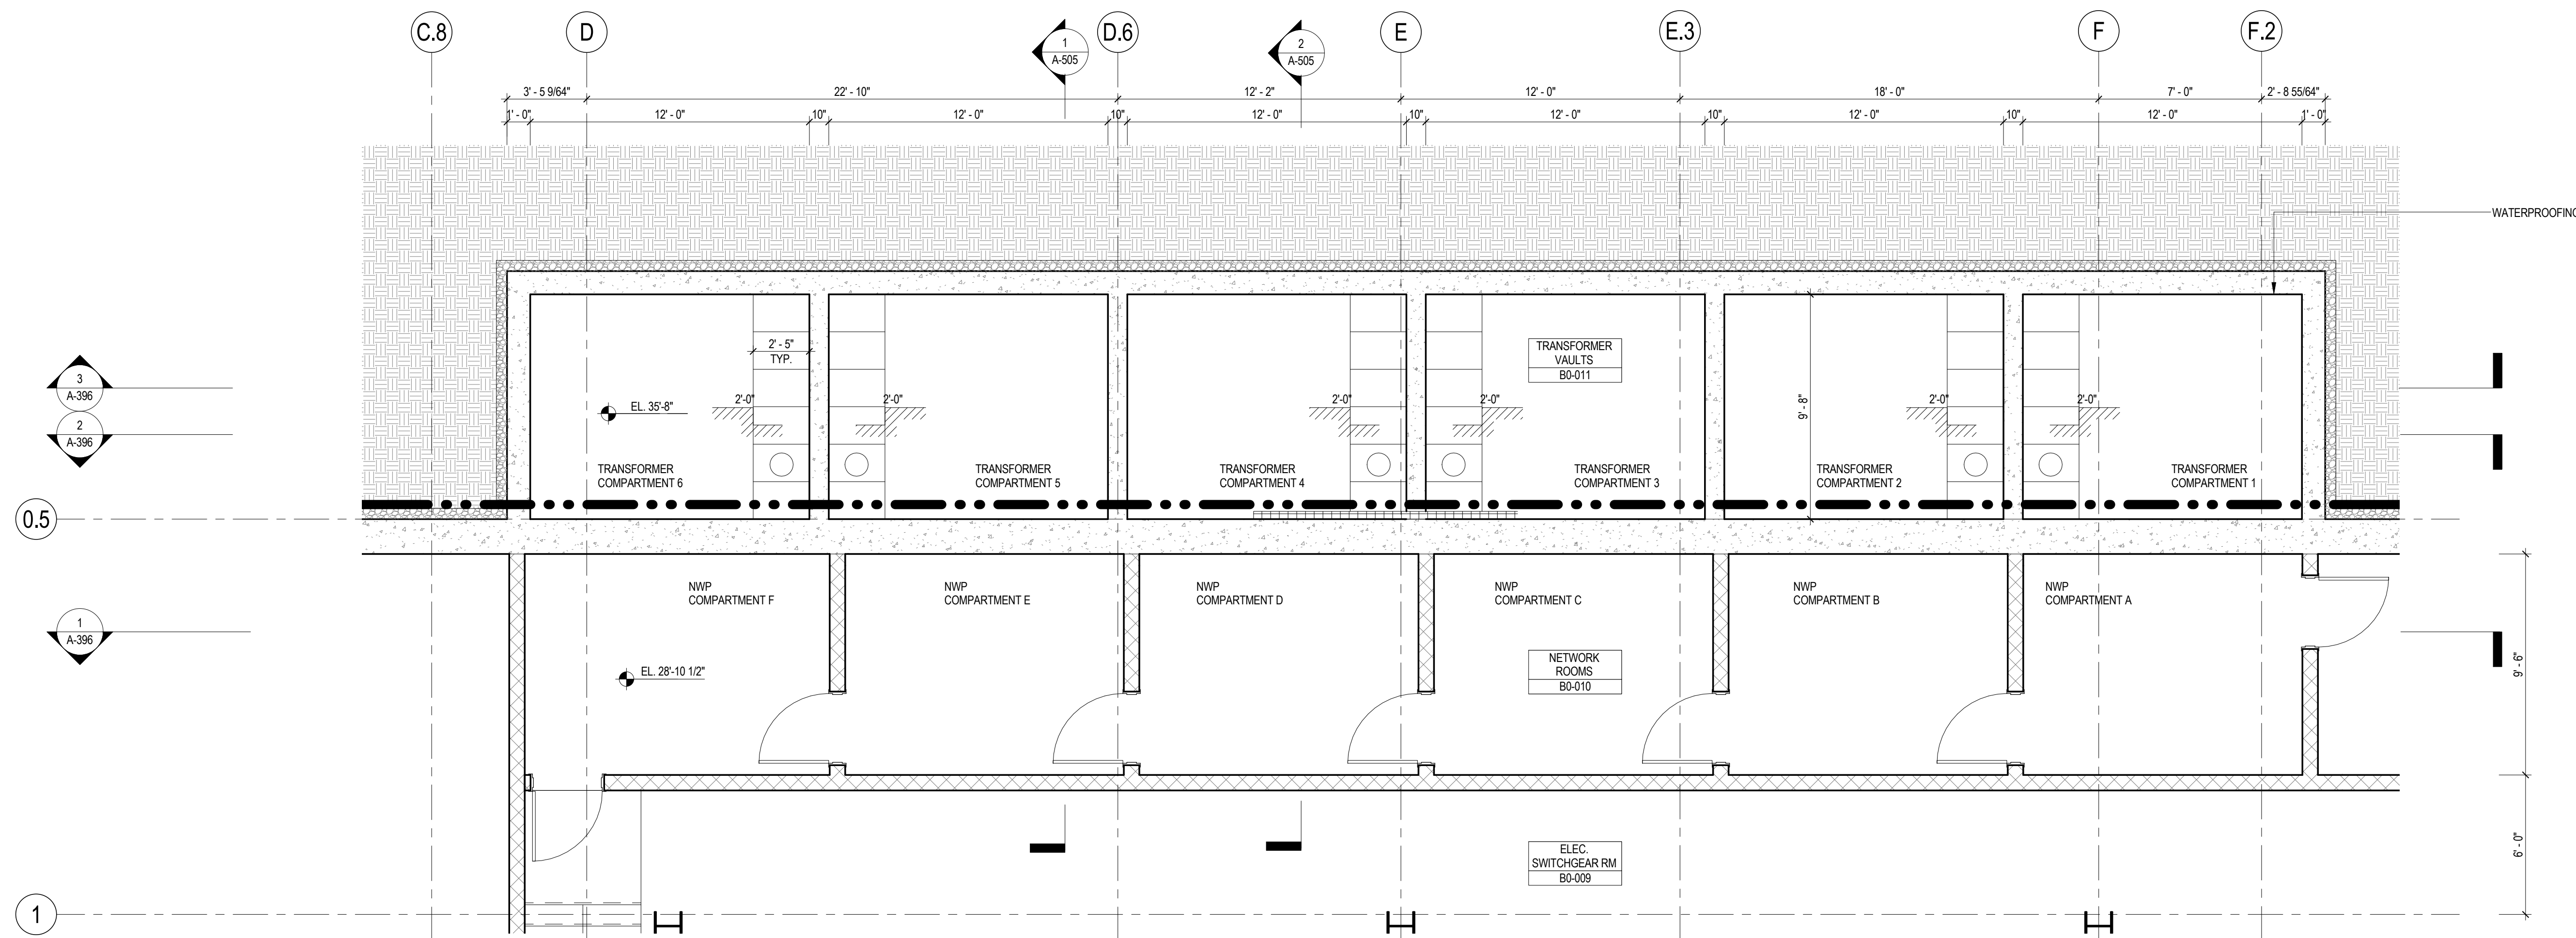 C.8
D
D.6
E
E.3
F
F.2
1
A-505
2
A-505
3' - 5 9/64"
22' - 10"
12' - 2"
12' - 0"
18' - 0"
7' - 0"
2' - 8 55/64"
1' - 0"
12' - 0"
10"
12' - 0"
10"
12' - 0"
10"
12' - 0"
10"
12' - 0"
10"
12' - 0"
1' - 0"
WATERPROOFING
3
A-396
2
A-396
2' - 5"
TYP.
TRANSFORMER
VAULTS
B0-011
EL. 35'-8"
2'-0"
2'-0"
2'-0"
2'-0"
2'-0"
2'-0"
9' - 8"
TRANSFORMER
COMPARTMENT 6
TRANSFORMER
COMPARTMENT 5
TRANSFORMER
COMPARTMENT 4
TRANSFORMER
COMPARTMENT 3
TRANSFORMER
COMPARTMENT 2
TRANSFORMER
COMPARTMENT 1
0.5
NWP
COMPARTMENT F
NWP
COMPARTMENT E
NWP
COMPARTMENT D
NWP
COMPARTMENT C
NWP
COMPARTMENT B
NWP
COMPARTMENT A
1
A-396
EL. 28'-10 1/2"
NETWORK
ROOMS
B0-010
9' - 6"
ELEC.
SWITCHGEAR RM
B0-009
6' - 0"
1